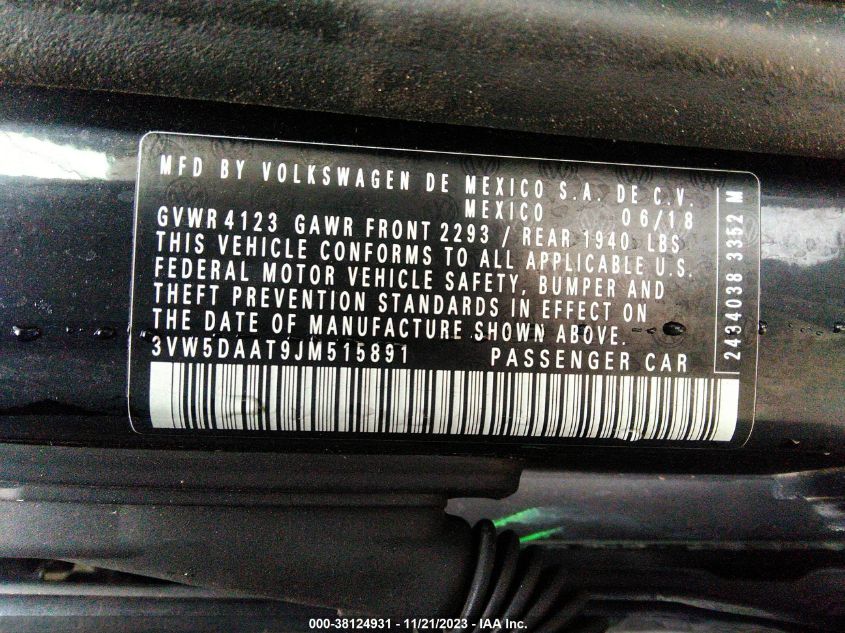 MFD BY VOLKSWAGEN DE MEXICO S.A. DE C.V.
MEXICO 06/18
GVWR 4123 GAWR FRONT 2293 / REAR 1940 LBS
THIS VEHICLE CONFORMS TO ALL APPLICABLE U.S.
FEDERAL MOTOR VEHICLE SAFETY, BUMPER AND
THEFT PREVENTION STANDARDS IN EFFECT ON
THE DATE OF MANUFACTURE SHOWN ABOVE.
3VW5DAAT9JM515891 PASSENGER CAR
2434038 3352 M
000-38124931 - 11/21/2023 - IAA Inc.